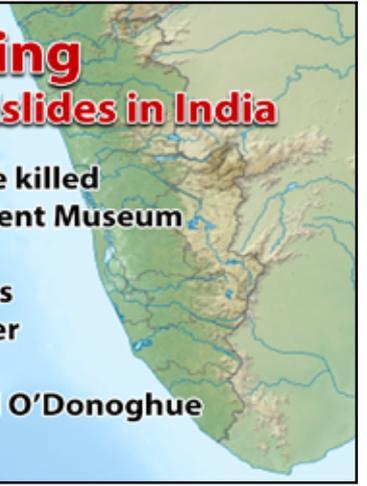 ing
slides in India
e killed
ent Museum
s
er
O'Donoghue